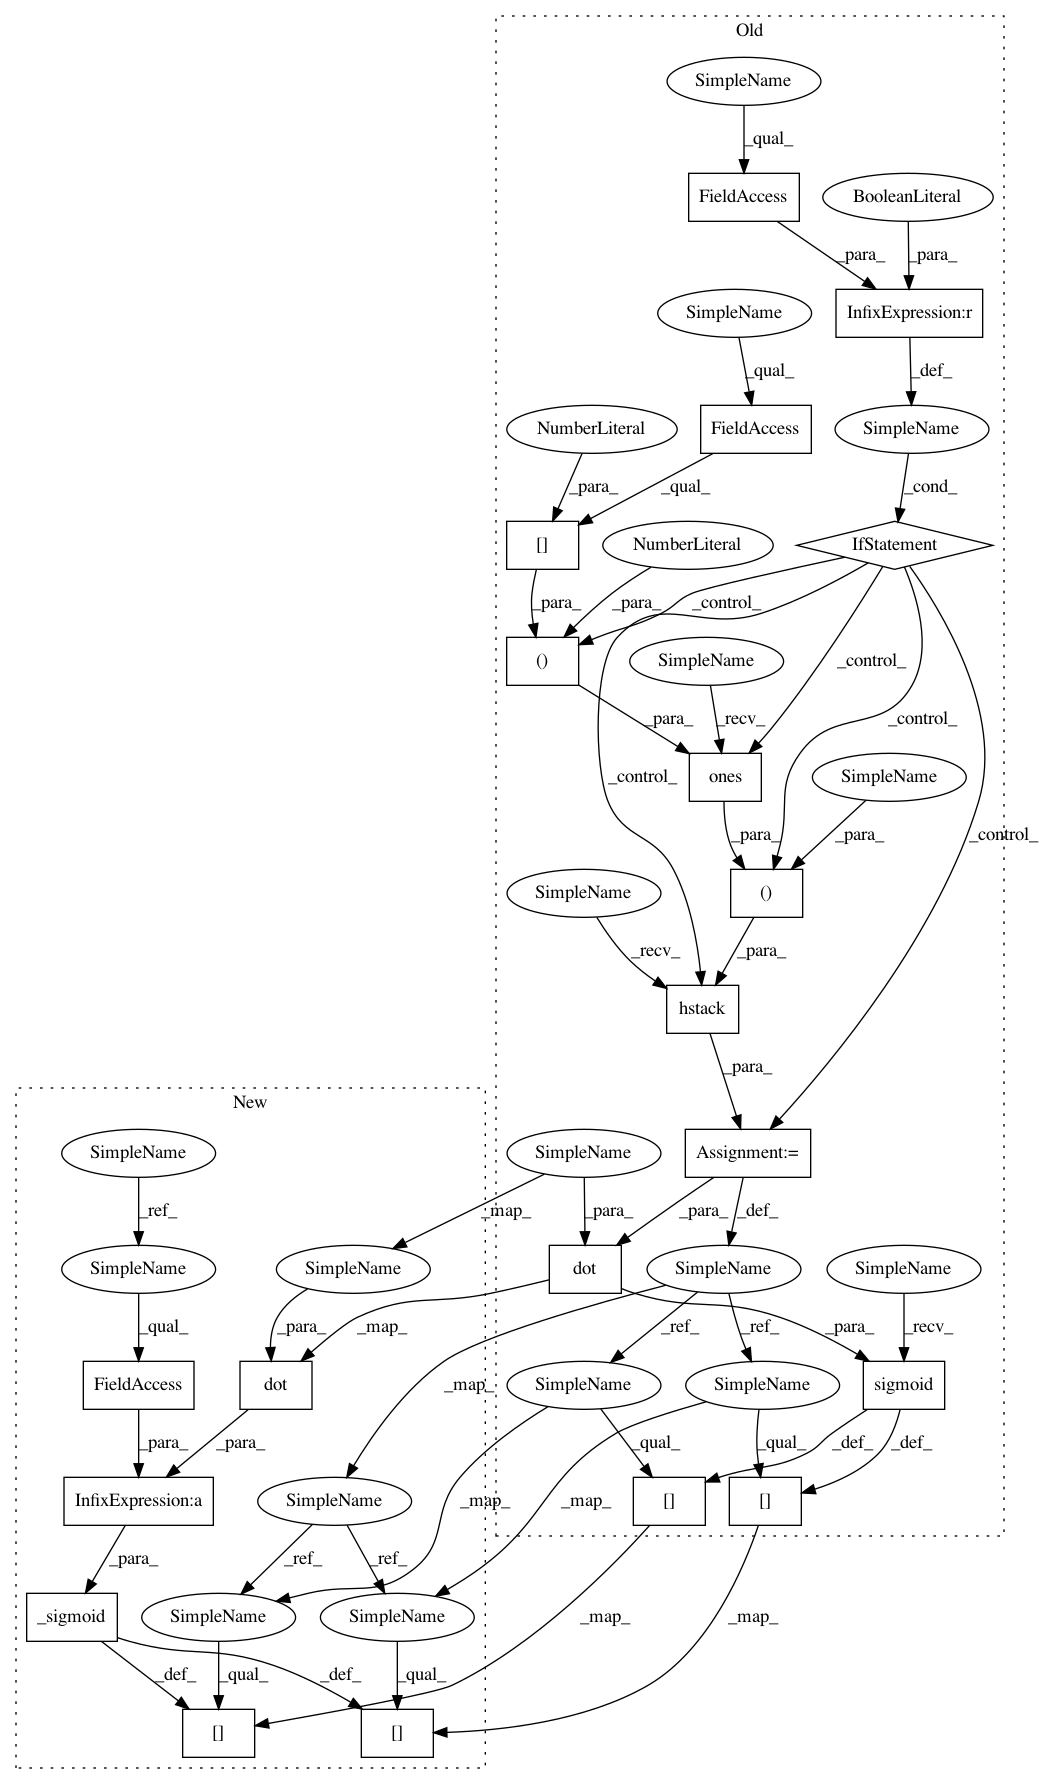 Old
SimpleName
_qual_
FieldAccess
BooleanLiteral
_para_
_para_
SimpleName
InfixExpression:r
_qual_
_def_
NumberLiteral
FieldAccess
SimpleName
_para_
_qual_
_cond_
[]
NumberLiteral
IfStatement
_para_
_para_
_control_
()
SimpleName
_control_
_para_
_recv_
_control_
_control_
ones
SimpleName
_para_
_para_
_control_
SimpleName
()
_recv_
_para_
hstack
_para_
New
SimpleName
SimpleName
Assignment:=
_ref_
_map_
_para_
_para_
_def_
SimpleName
SimpleName
dot
SimpleName
SimpleName
_qual_
_para_
_map_
_ref_
_ref_
_para_
_recv_
FieldAccess
dot
_map_
SimpleName
SimpleName
sigmoid
_para_
_para_
_qual_
_qual_
_def_
_def_
InfixExpression:a
SimpleName
_map_
_map_
[]
[]
_para_
_ref_
_ref_
_sigmoid
SimpleName
SimpleName
_map_
_map_
_def_
_qual_
_def_
_qual_
[]
[]